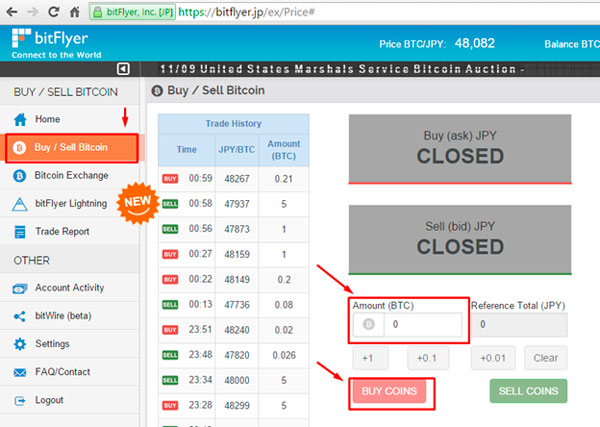 bitFlyer, Inc. [JP] https://bitflyer.jp/ex/Price#
bitFlyer
Connect to the World
Price BTC/JPY: 48,082 Balance BTC
11/09 United States Marshals Service Bitcoin Auction -
BUY / SELL BITCOIN
Home
Buy / Sell Bitcoin
Bitcoin Exchange
bitFlyer Lightning
NEW
Trade Report
OTHER
Account Activity
bitWire (beta)
Settings
FAQ/Contact
Logout
Buy / Sell Bitcoin
Trade History
Time JPY/BTC Amount (BTC)
BUY 00:59 48267 0.21
SELL 00:58 47937 5
SELL 00:56 47873 1
BUY 00:27 48159 1
BUY 00:22 48149 0.2
SELL 00:13 47736 0.08
BUY 23:51 48240 0.02
SELL 23:48 47820 0.026
SELL 23:34 48000 5
BUY 23:28 48299 5
Buy (ask) JPY
CLOSED
Sell (bid) JPY
CLOSED
Amount (BTC) Reference Total (JPY)
B 0 0
+1 +0.1 +0.01 Clear
BUY COINS SELL COINS